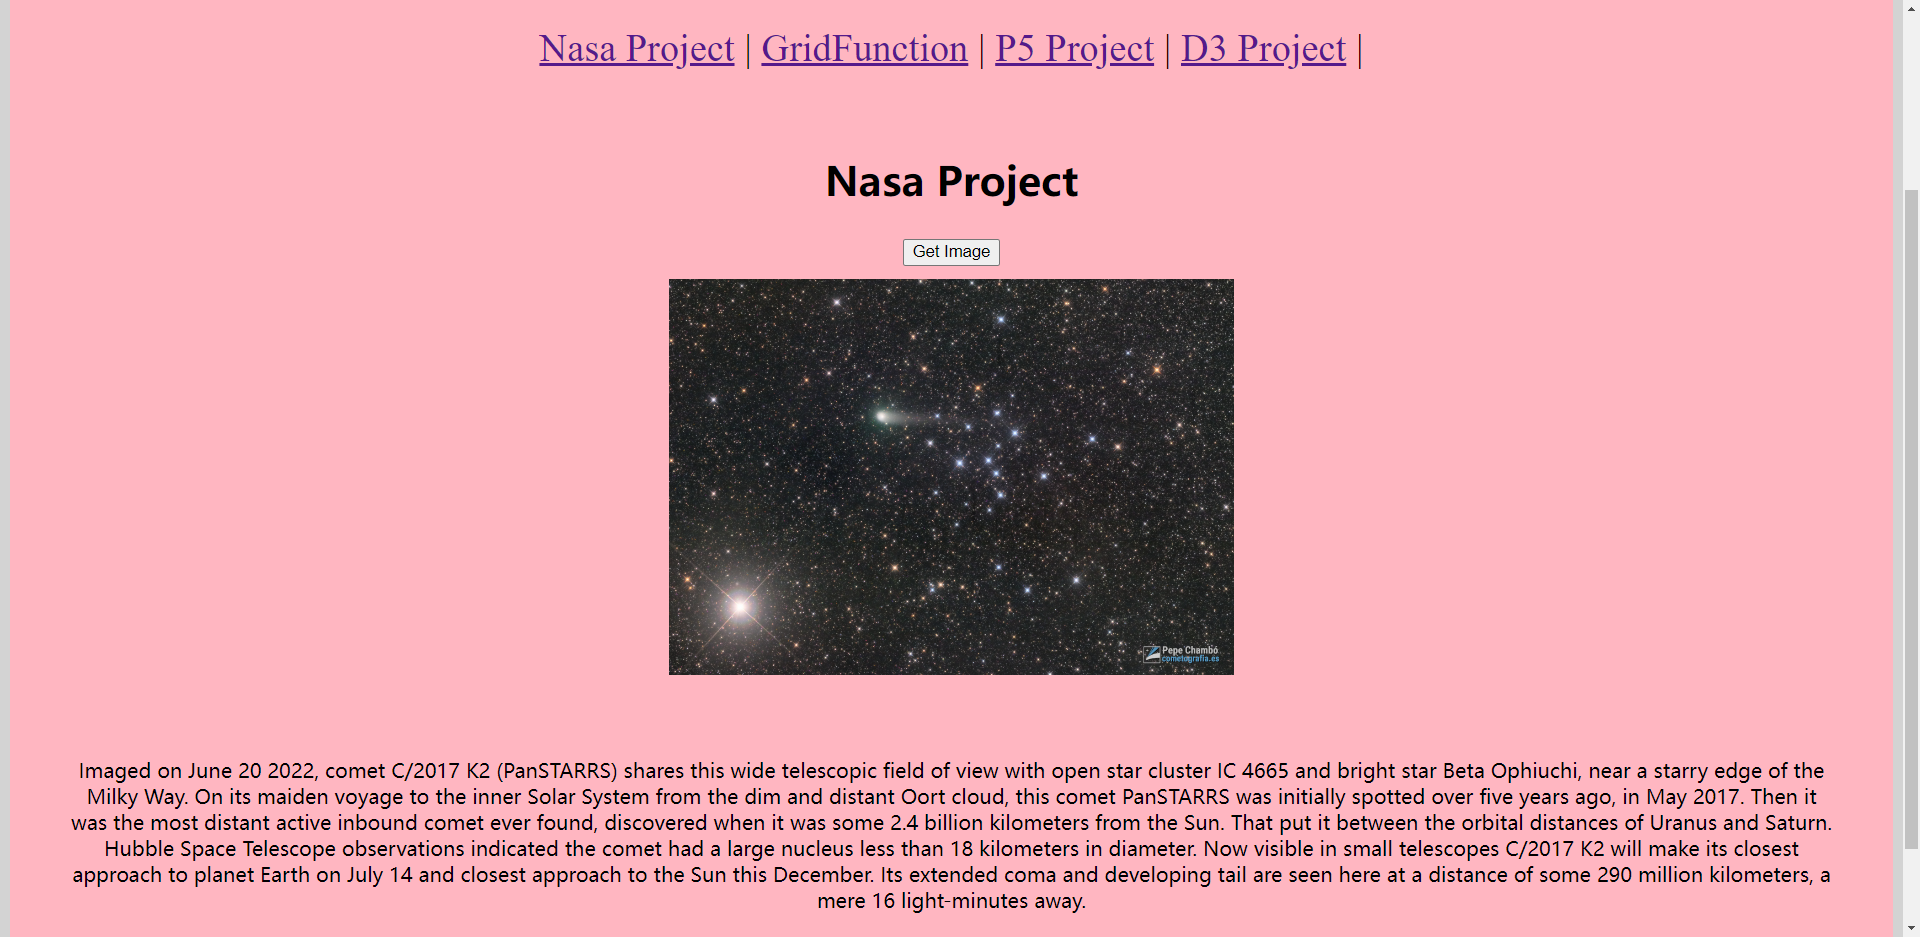 Nasa Project | GridFunction | P5 Project | D3 Project |
Nasa Project
Get Image
Pepe Chambó
cometografia.es
Imaged on June 20 2022, comet C/2017 K2 (PanSTARRS) shares this wide telescopic field of view with open star cluster IC 4665 and bright star Beta Ophiuchi, near a starry edge of the
Milky Way. On its maiden voyage to the inner Solar System from the dim and distant Oort cloud, this comet PanSTARRS was initially spotted over five years ago, in May 2017. Then it
was the most distant active inbound comet ever found, discovered when it was some 2.4 billion kilometers from the Sun. That put it between the orbital distances of Uranus and Saturn.
Hubble Space Telescope observations indicated the comet had a large nucleus less than 18 kilometers in diameter. Now visible in small telescopes C/2017 K2 will make its closest
approach to planet Earth on July 14 and closest approach to the Sun this December. Its extended coma and developing tail are seen here at a distance of some 290 million kilometers, a
mere 16 light-minutes away.